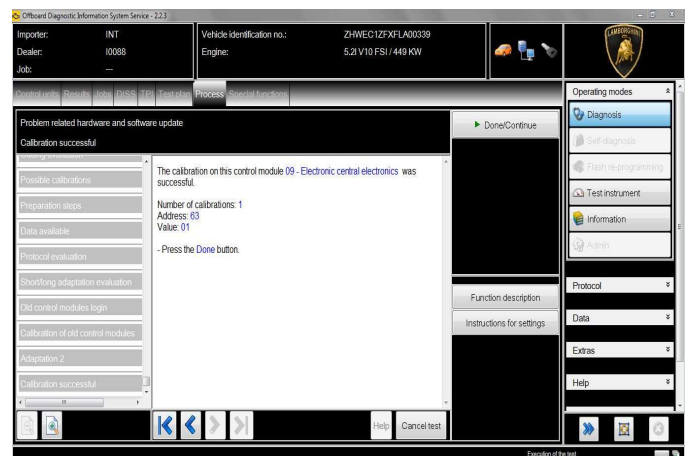 Offboard Diagnostic Information System Service - 2.2.3
Importer: INT
Dealer: I0088
Job: ---
Vehicle identification no.: ZHWEC1ZFXFLA00339
Engine: 5.2l V10 FSI / 449 KW
LAMBORGHINI
Control units Results Jobs DISS TPI Test plan Process Special functions
Problem related hardware and software update
Calibration successful
Coding evaluation
Possible calibrations
Preparation steps
Data available
Protocol evaluation
Short/long adaptation evaluation
Old control modules login
Calibration of old control modules
Adaptation 2
Calibration successful
The calibration on this control module 09 - Electronic central electronics was
successful.
Number of calibrations: 1
Address: 63
Value: 01
- Press the Done button.
Help
Cancel test
Done/Continue
Function description
Instructions for settings
Operating modes
Diagnosis
Self-diagnosis
Flash re-programming
Test instrument
Information
Admin
Protocol
Data
Extras
Help
Execution of the test